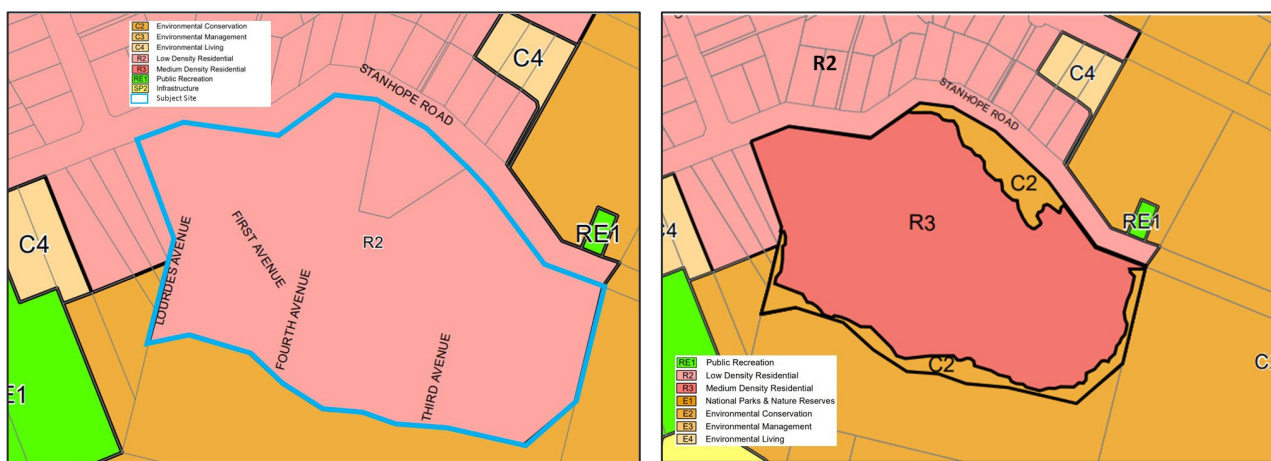 C2 Environmental Conservation
C3 Environmental Management
C4 Environmental Living
R2 Low Density Residential
R3 Medium Density Residential
RE1 Public Recreation
SP2 Infrastructure
Subject Site
C4
STANHOPE ROAD
RE1
C4
LOURDES AVENUE
FIRST AVENUE
R2
FOURTH AVENUE
THIRD AVENUE
E1
R2
C4
STANHOPE ROAD
C2
R3
RE1
C4
C2
C
RE1 Public Recreation
R2 Low Density Residential
R3 Medium Density Residential
E1 National Parks & Nature Reserves
E2 Environmental Conservation
E3 Environmental Management
E4 Environmental Living